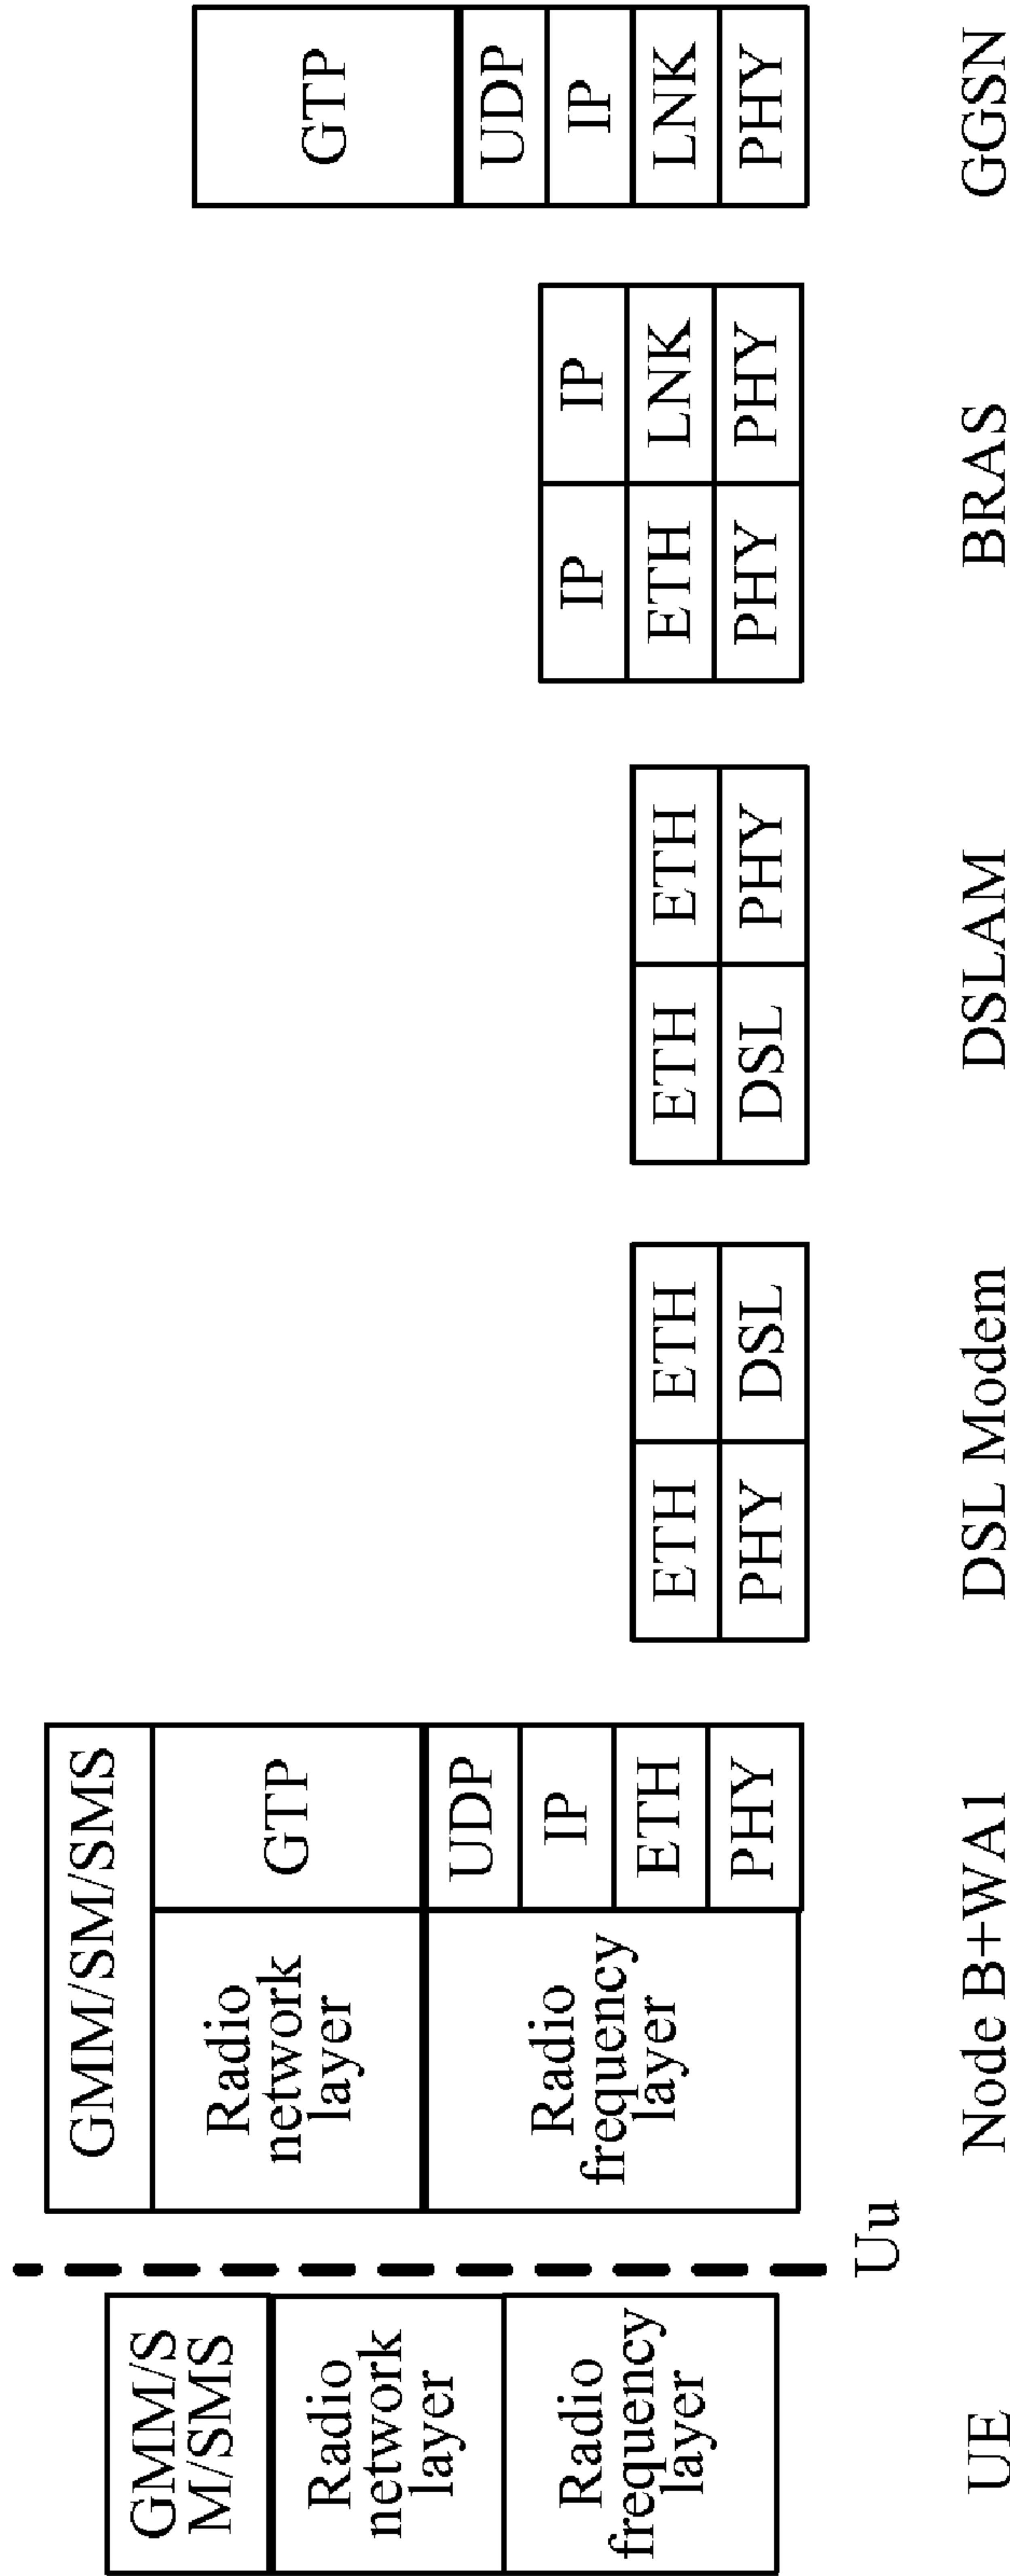 GMM/S
M/SMS
Radio
network
layer
Radio
frequency
layer
UE
Uu
GMM/SM/SMS
Radio
network
layer
GTP
Radio
frequency
layer
UDP
IP
ETH
PHY
Node B+WA1
ETH
ETH
PHY
DSL
DSL Modem
ETH
ETH
DSL
PHY
DSLAM
IP
IP
ETH
LNK
PHY
PHY
BRAS
GTP
UDP
IP
LNK
PHY
GGSN